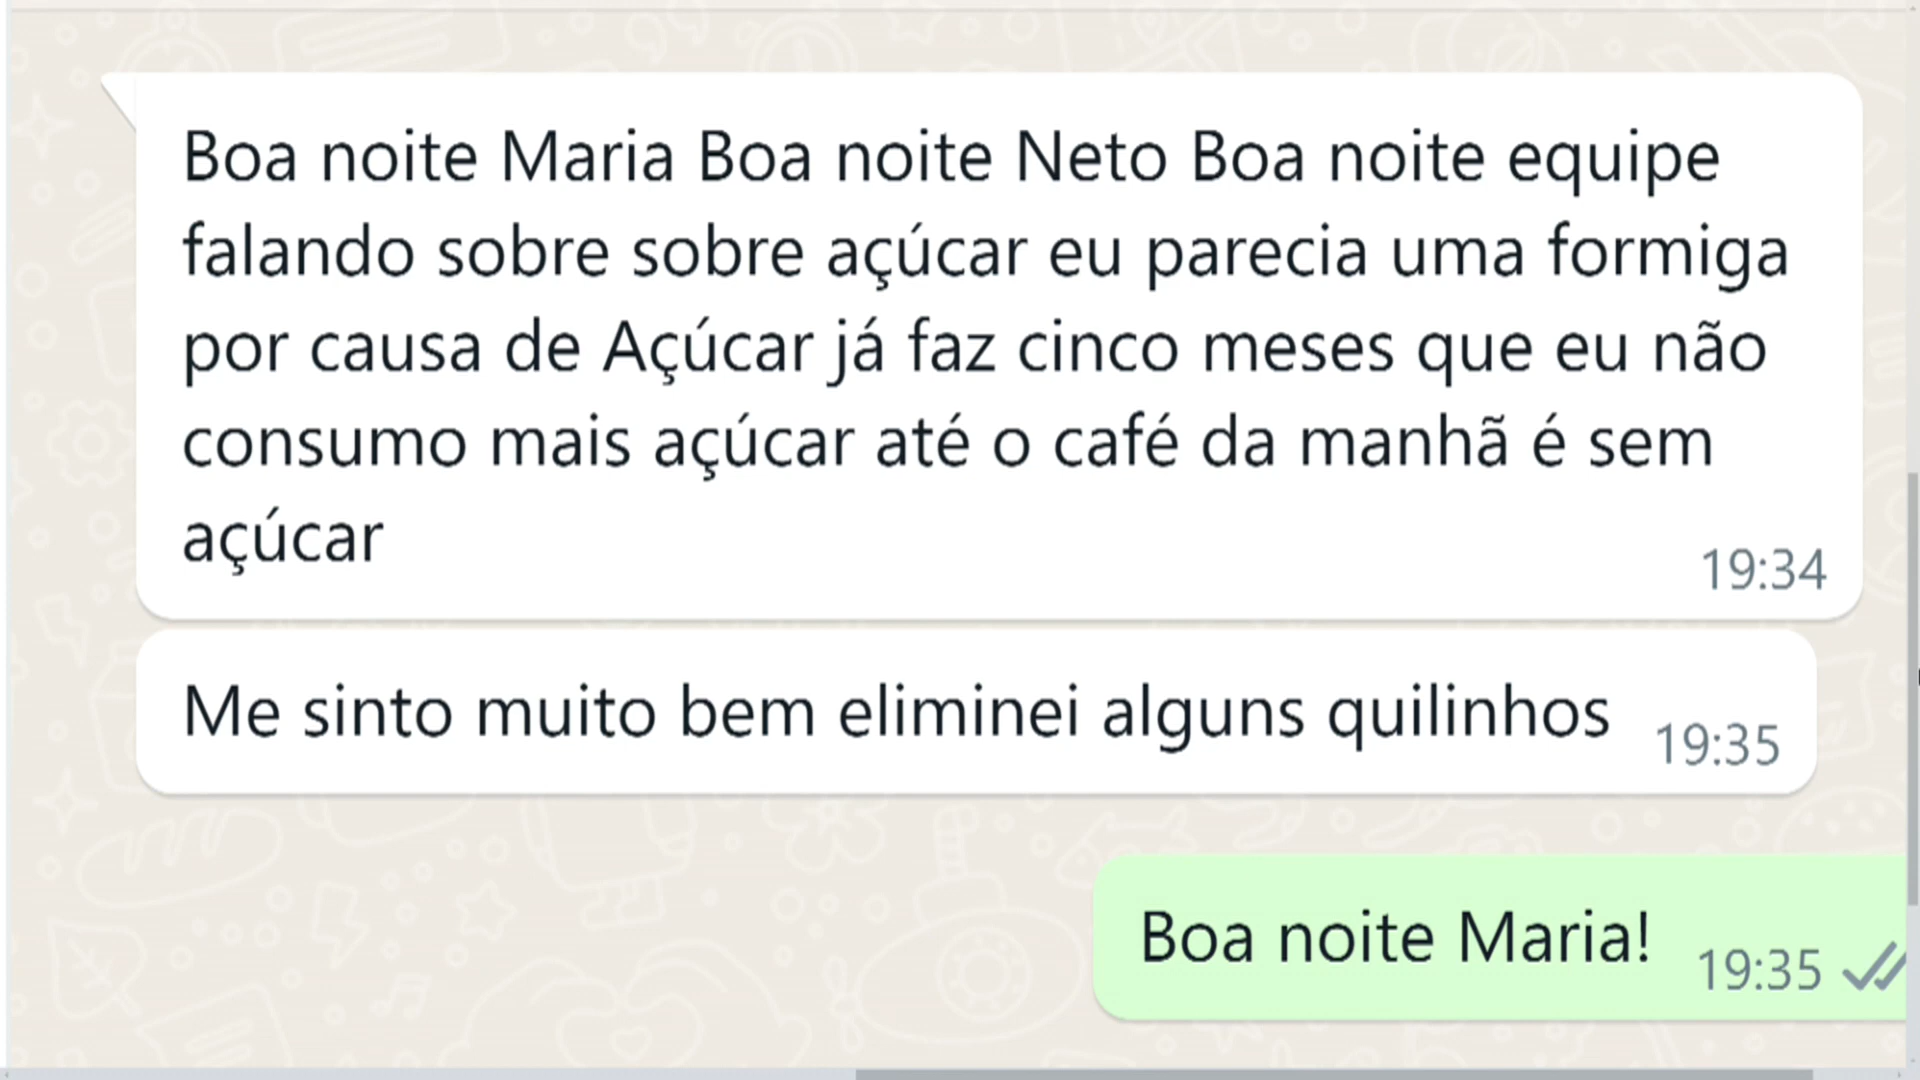 Boa noite Maria Boa noite Neto Boa noite equipe
falando sobre sobre açúcar eu parecia uma formiga
por causa de Açúcar já faz cinco meses que eu não
consumo mais açúcar até o café da manhã é sem
açúcar
19:34
Me sinto muito bem eliminei alguns quilinhos
19:35
Boa noite Maria!
19:35